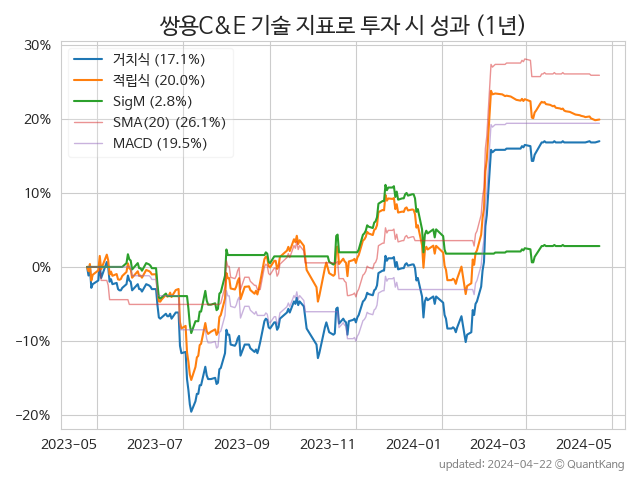 쌍용C&E 기술 지표로 투자 시 성과 (1년)
30%
20%
10%
0%
−10%
−20%
거치식 (17.1%)
적립식 (20.0%)
SigM (2.8%)
SMA(20) (26.1%)
MACD (19.5%)
2023-05 2023-07 2023-09 2023-11 2024-01 2024-03 2024-05
updated: 2024-04-22 © QuantKang